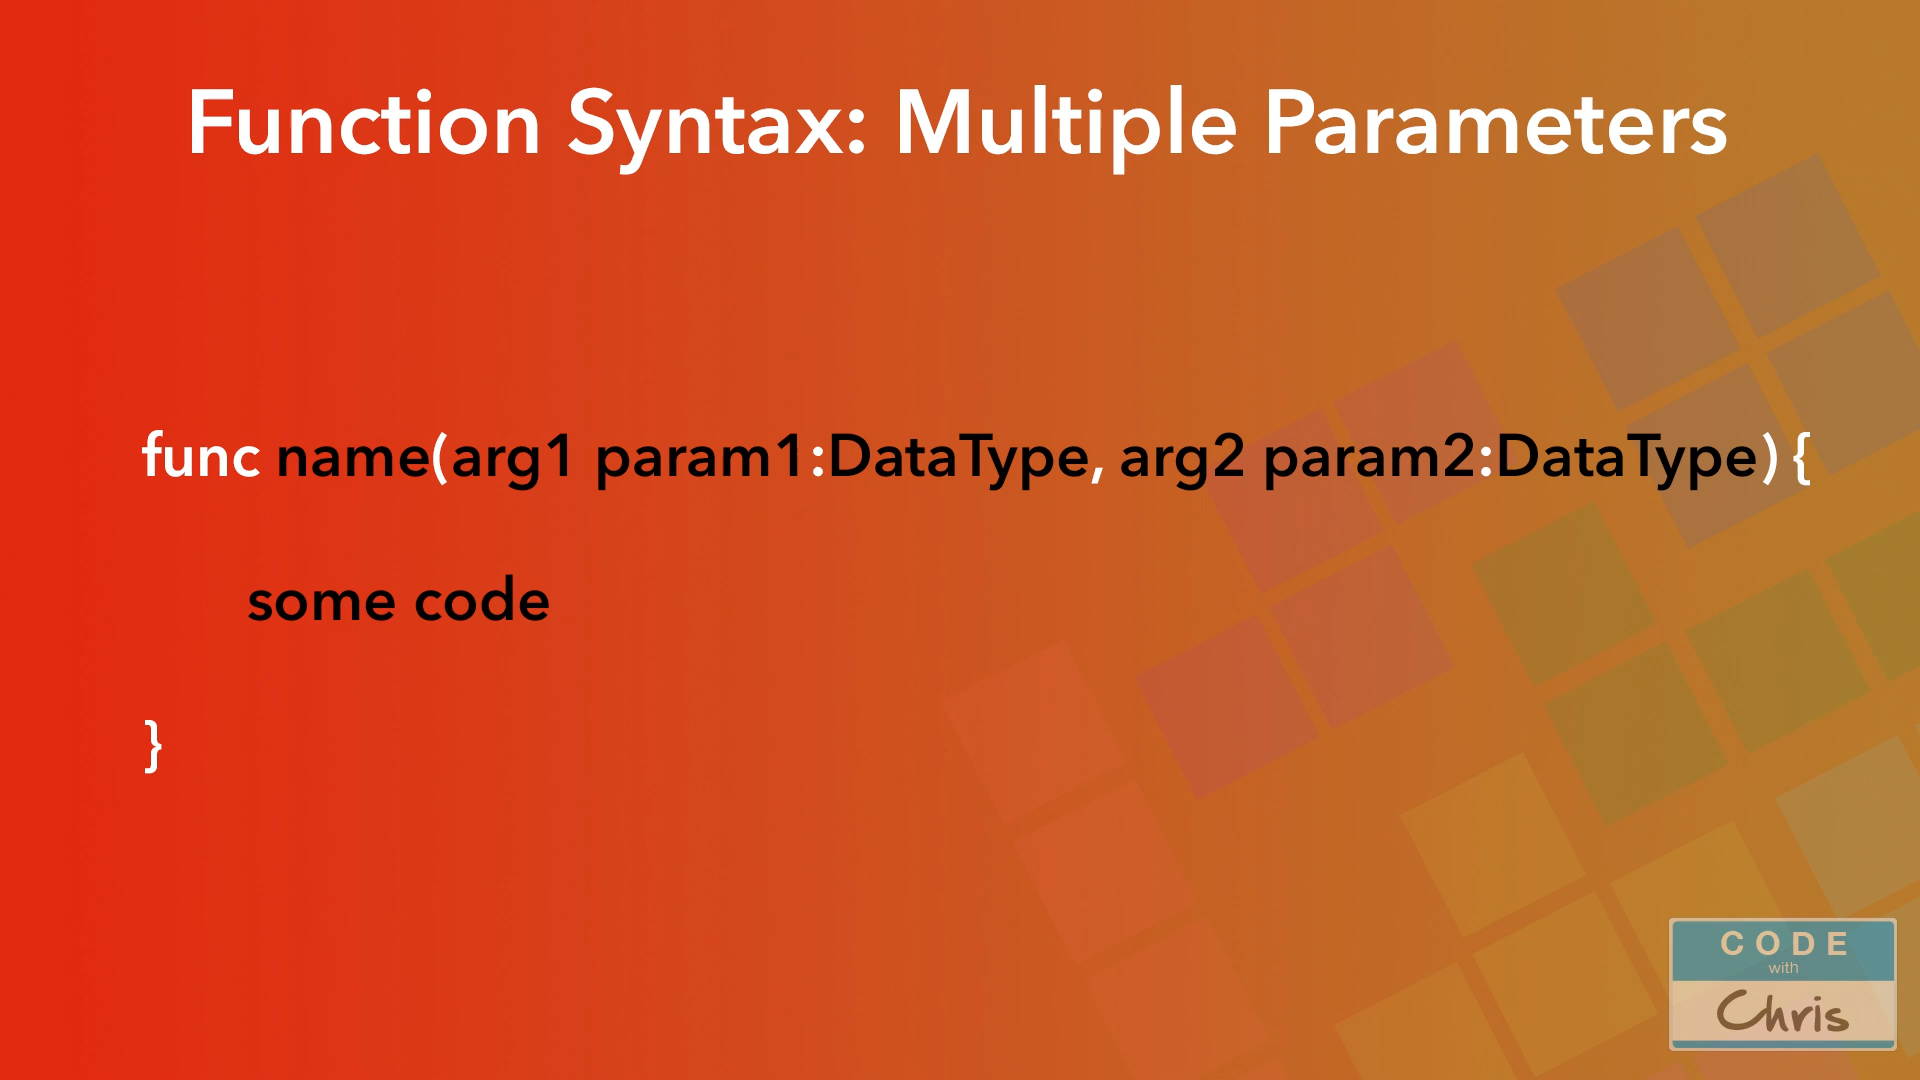 Function Syntax: Multiple Parameters
func name(arg1 param1:DataType, arg2 param2:DataType) {
some code
}
CODE
with
Chris